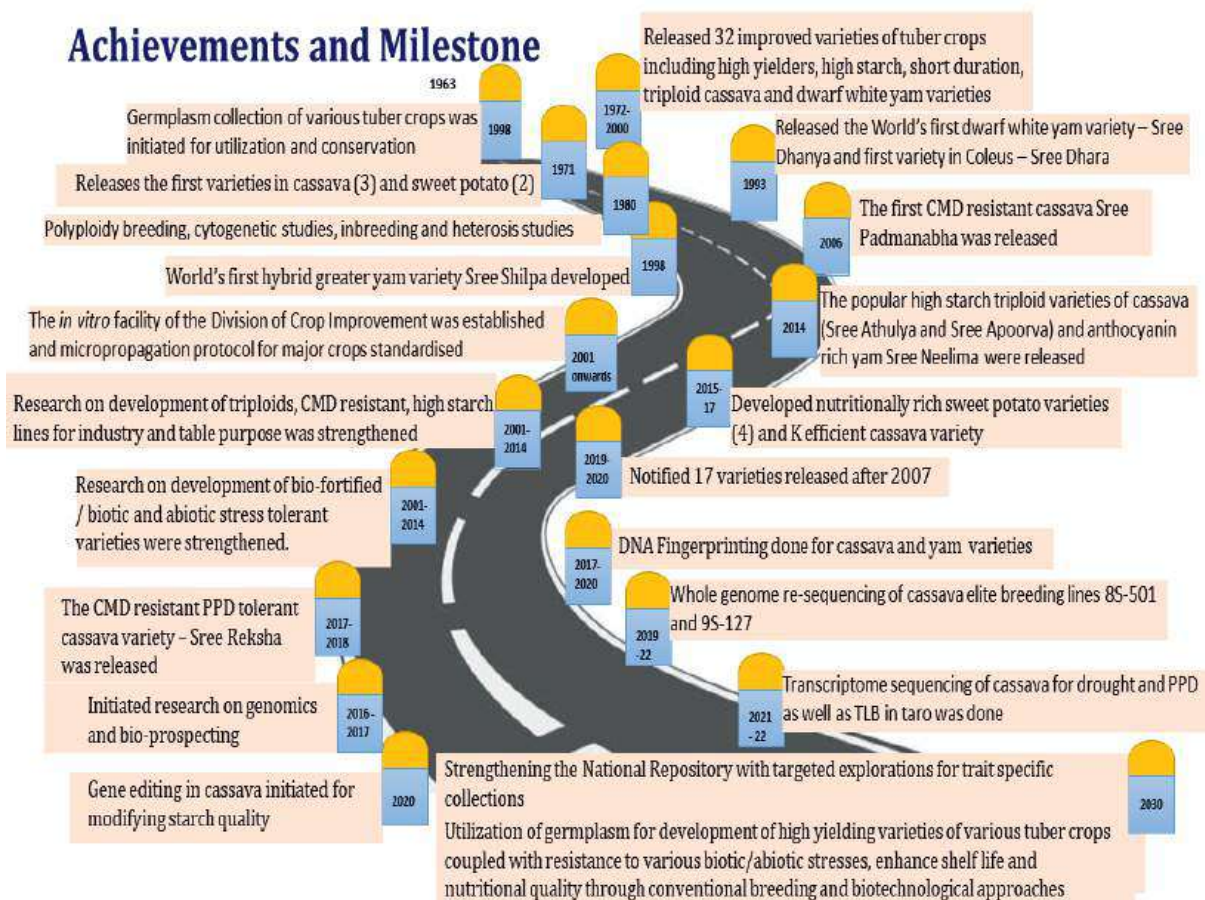 Achievements and Milestone
1963
1998
Germplasm collection of various tuber crops was
initiated for utilization and conservation
1972-
2000
Released 32 improved varieties of tuber crops
including high yielders, high starch, short duration,
triploid cassava and dwarf white yam varieties
1971
Releases the first varieties in cassava (3) and sweet potato (2)
1993
Released the World's first dwarf white yam variety – Sree
Dhanya and first variety in Coleus – Sree Dhara
1980
Polyploidy breeding, cytogenetic studies, inbreeding and heterosis studies
2006
The first CMD resistant cassava Sree
Padmanabha was released
1998
World's first hybrid greater yam variety Sree Shilpa developed
2014
The popular high starch triploid varieties of cassava
(Sree Athulya and Sree Apoorva) and anthocyanin
rich yam Sree Neelima were released
The in vitro facility of the Division of Crop Improvement was established
and micropropagation protocol for major crops standardised
2001
onwards
2015-
17
Developed nutritionally rich sweet potato varieties
(4) and K efficient cassava variety
Research on development of triploids, CMD resistant, high starch
lines for industry and table purpose was strengthened
2001-
2014
2019-
2020
Notified 17 varieties released after 2007
Research on development of bio-fortified
/ biotic and abiotic stress tolerant
varieties were strengthened.
2001-
2014
2017-
2020
DNA Fingerprinting done for cassava and yam varieties
The CMD resistant PPD tolerant
cassava variety – Sree Reksha
was released
2017-
2018
2019
-22
Whole genome re-sequencing of cassava elite breeding lines 8S-501
and 9S-127
Initiated research on genomics
and bio-prospecting
2016-
2017
2021
-22
Transcriptome sequencing of cassava for drought and PPD
as well as TLB in taro was done
Gene editing in cassava initiated for
modifying starch quality
2020
Strengthening the National Repository with targeted explorations for trait specific
collections
Utilization of germplasm for development of high yielding varieties of various tuber crops
coupled with resistance to various biotic/abiotic stresses, enhance shelf life and
nutritional quality through conventional breeding and biotechnological approaches
2030